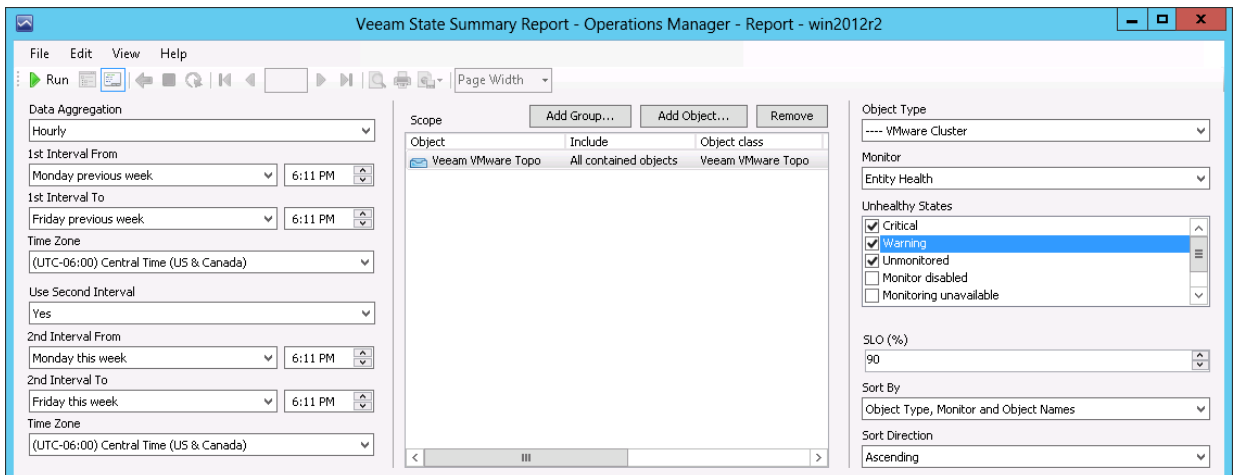 Veeam State Summary Report - Operations Manager - Report - win2012r2
File Edit View Help
Run Page Width
Data Aggregation
Hourly
1st Interval From
Monday previous week 6:11 PM
1st Interval To
Friday previous week 6:11 PM
Time Zone
(UTC-06:00) Central Time (US & Canada)
Use Second Interval
Yes
2nd Interval From
Monday this week 6:11 PM
2nd Interval To
Friday this week 6:11 PM
Time Zone
(UTC-06:00) Central Time (US & Canada)
Scope Add Group... Add Object... Remove
Object Include Object class
Veeam VMware Topo All contained objects Veeam VMware Topo
Object Type
---- VMware Cluster
Monitor
Entity Health
Unhealthy States
Critical
Warning
Unmonitored
Monitor disabled
Monitoring unavailable
SLO (%)
90
Sort By
Object Type, Monitor and Object Names
Sort Direction
Ascending